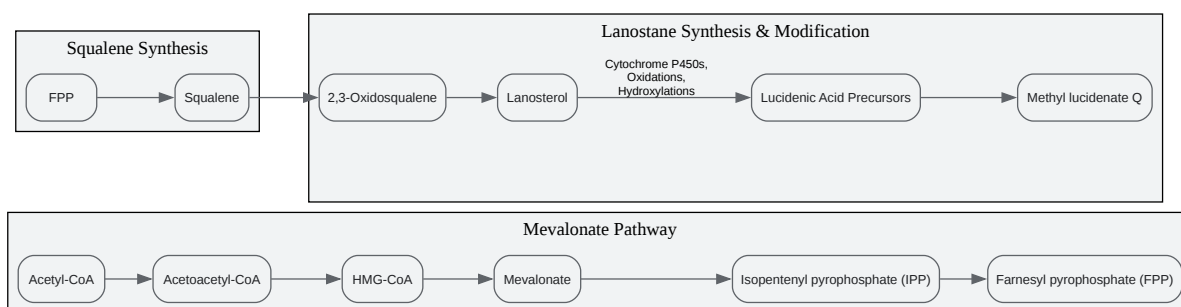 Squalene Synthesis
FPP
Squalene
Lanostane Synthesis & Modification
2,3-Oxidosqualene
Lanosterol
Cytochrome P450s,
Oxidations,
Hydroxylations
Lucidenic Acid Precursors
Methyl lucidenate Q
Mevalonate Pathway
Acetyl-CoA
Acetoacetyl-CoA
HMG-CoA
Mevalonate
Isopentenyl pyrophosphate (IPP)
Farnesyl pyrophosphate (FPP)